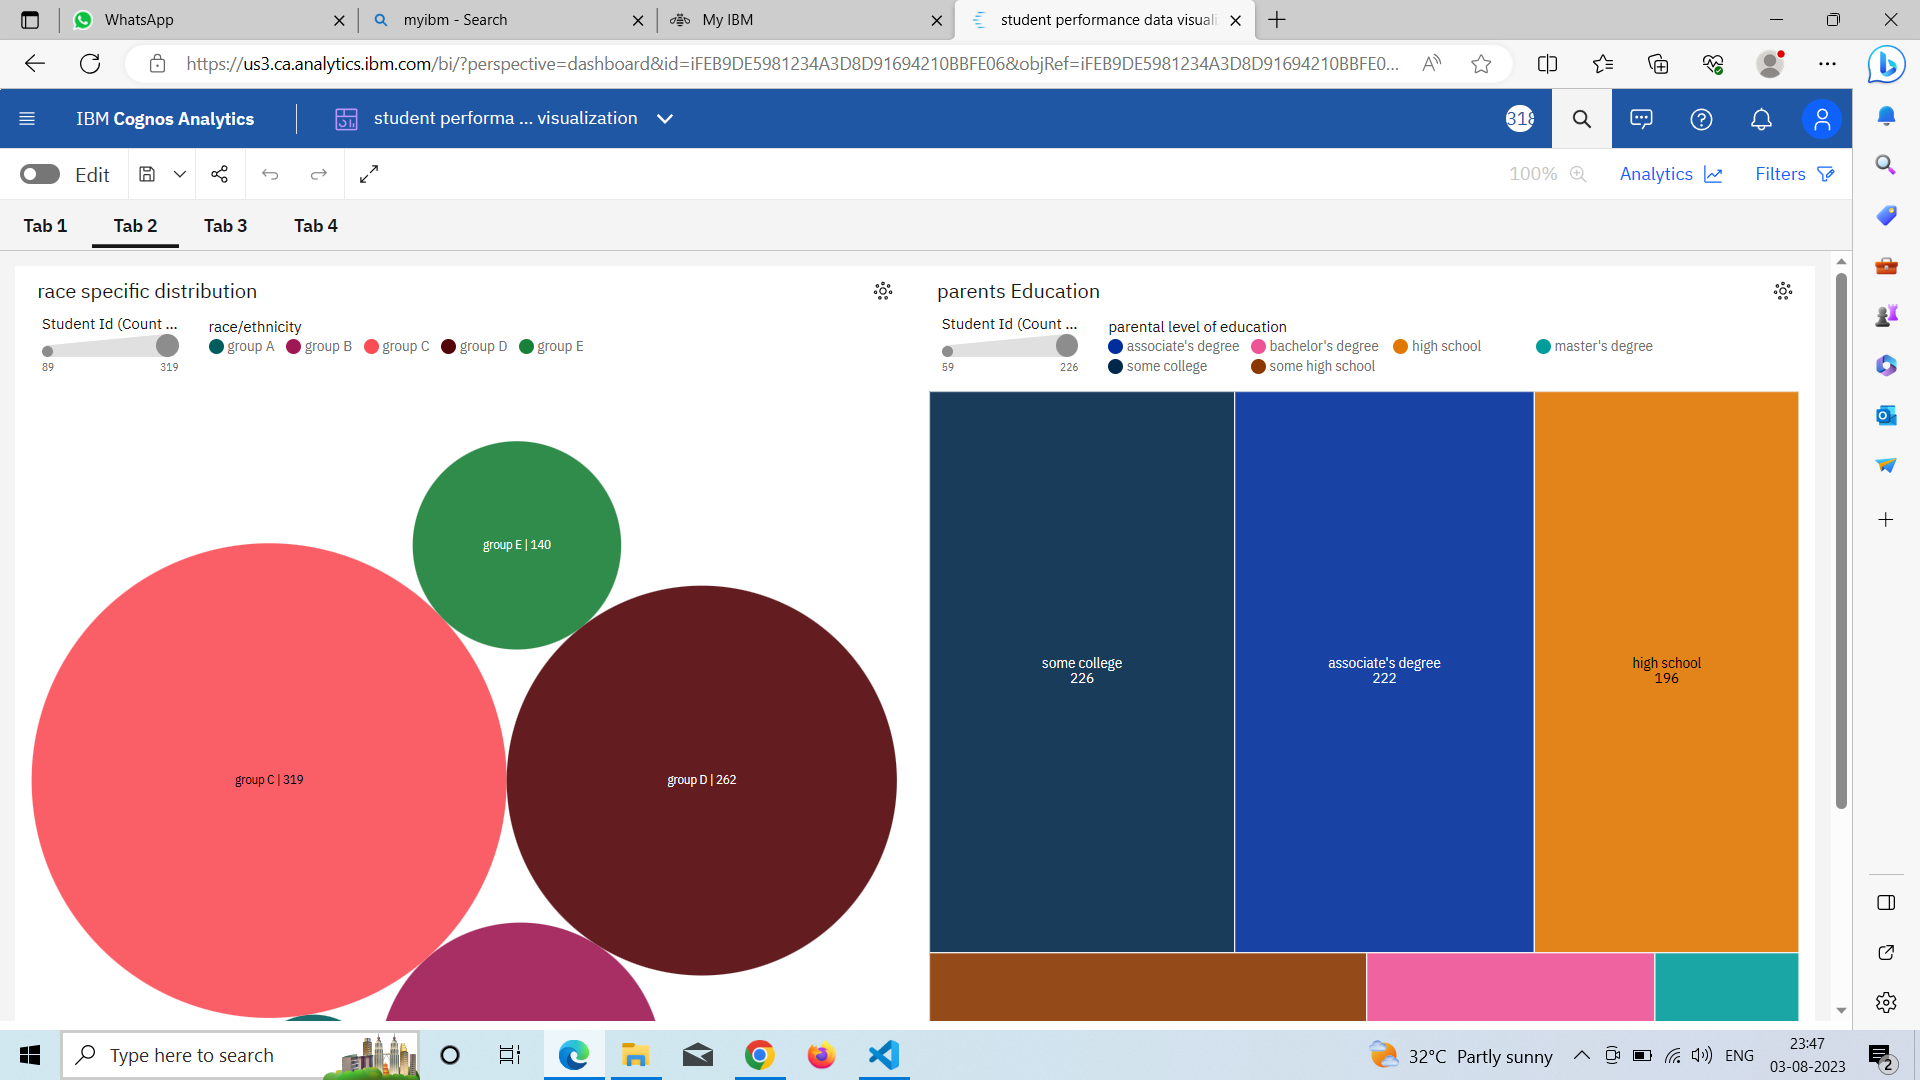 WhatsApp
myibm - Search
My IBM
student performance data visuali
https://us3.ca.analytics.ibm.com/bi/?perspective=dashboard&id=iFEB9DE5981234A3D8D91694210BBFE06&objRef=iFEB9DE5981234A3D8D91694210BBFE0...
IBM Cognos Analytics
student performa ... visualization
318
Edit
100%
Analytics
Filters
Tab 1
Tab 2
Tab 3
Tab 4
race specific distribution
Student Id (Count ...
89
319
race/ethnicity
group A
group B
group C
group D
group E
group E | 140
group C | 319
group D | 262
parents Education
Student Id (Count ...
59
226
parental level of education
associate's degree
bachelor's degree
high school
master's degree
some college
some high school
some college
226
associate's degree
222
high school
196
Type here to search
32°C Partly sunny
ENG
23:47
03-08-2023
2